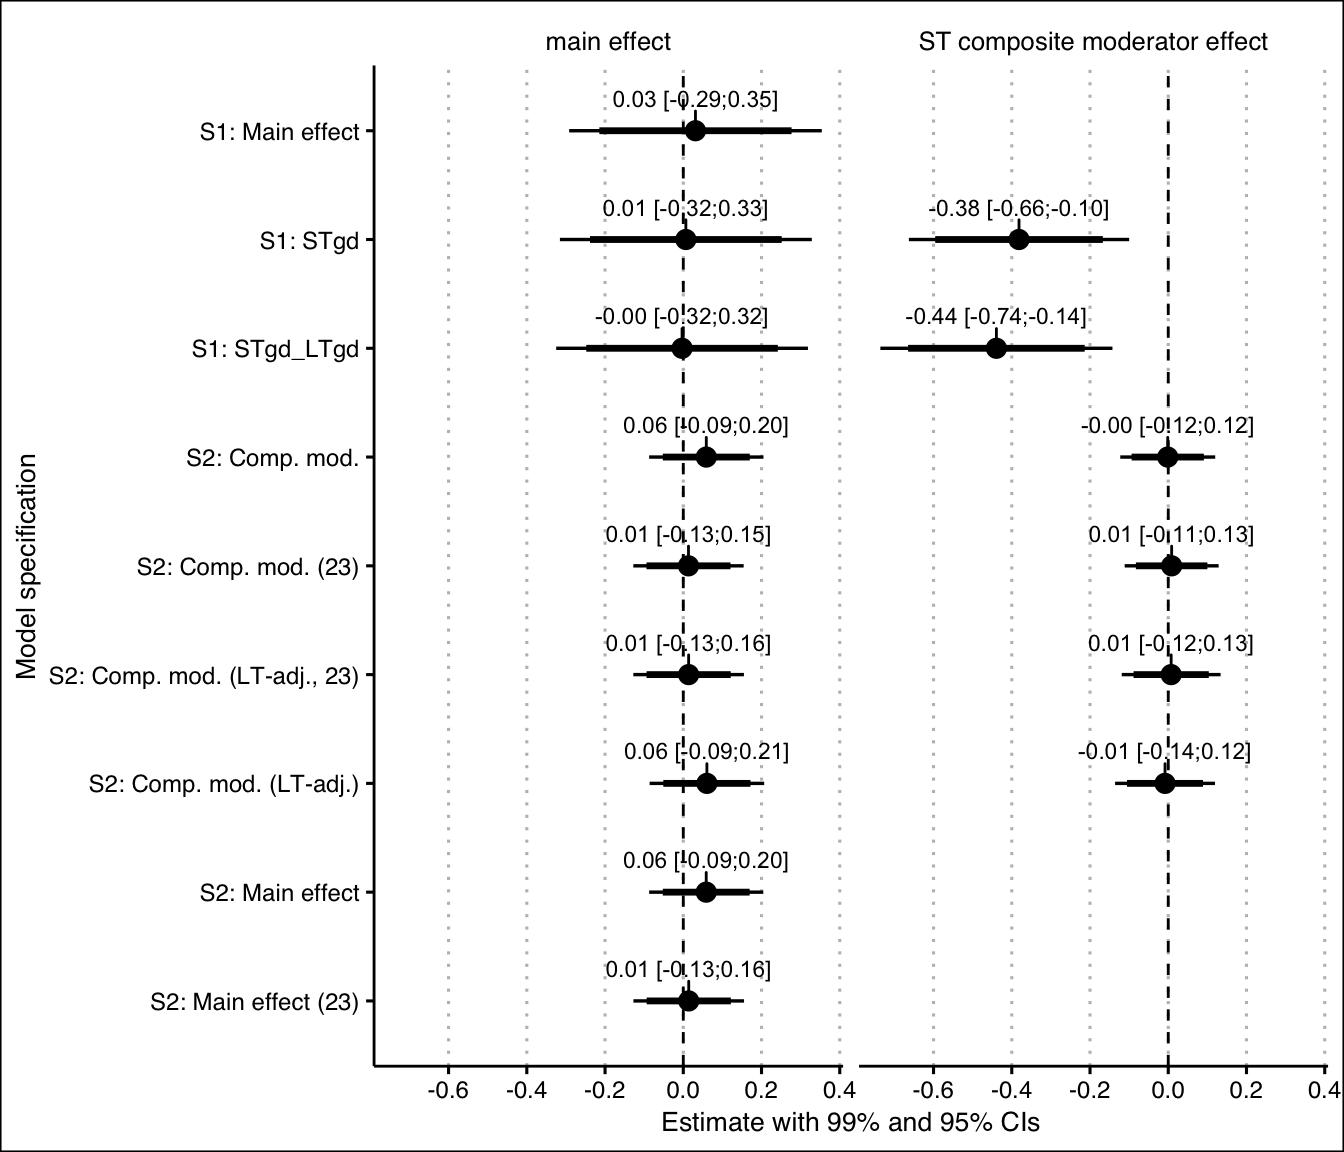 main effect
ST composite moderator effect
Model specification
S1: Main effect
0.03 [-0.29;0.35]
S1: STgd
0.01 [-0.32;0.33]
-0.38 [-0.66;-0.10]
S1: STgd_LTgd
-0.00 [-0.32;0.32]
-0.44 [-0.74;-0.14]
S2: Comp. mod.
0.06 [-0.09;0.20]
-0.00 [-0.12;0.12]
S2: Comp. mod. (23)
0.01 [-0.13;0.15]
0.01 [-0.11;0.13]
S2: Comp. mod. (LT-adj., 23)
0.01 [-0.13;0.16]
0.01 [-0.12;0.13]
S2: Comp. mod. (LT-adj.)
0.06 [-0.09;0.21]
-0.01 [-0.14;0.12]
S2: Main effect
0.06 [-0.09;0.20]
S2: Main effect (23)
0.01 [-0.13;0.16]
-0.6 -0.4 -0.2 0.0 0.2 0.4
-0.6 -0.4 -0.2 0.0 0.2 0.4
Estimate with 99% and 95% CIs